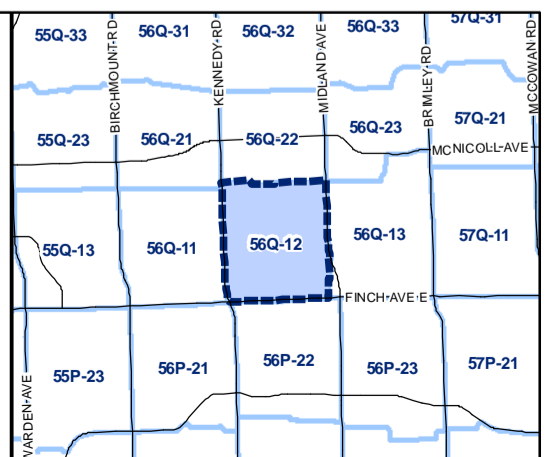 55Q-33
56Q-31
56Q-32
56Q-33
57Q-31
BIRCHMOUNT-RD
KENNEDY-RD
MIDLAND AVE
BRIMLEY-RD
MCCOWAN-RD
55Q-23
56Q-21
56Q-22
56Q-23
57Q-21
MCNICOLL-AVE
55Q-13
56Q-11
56Q-12
56Q-13
57Q-11
FINCH-AVE-E
55P-23
56P-21
56P-22
56P-23
57P-21
WARDEN-AVE